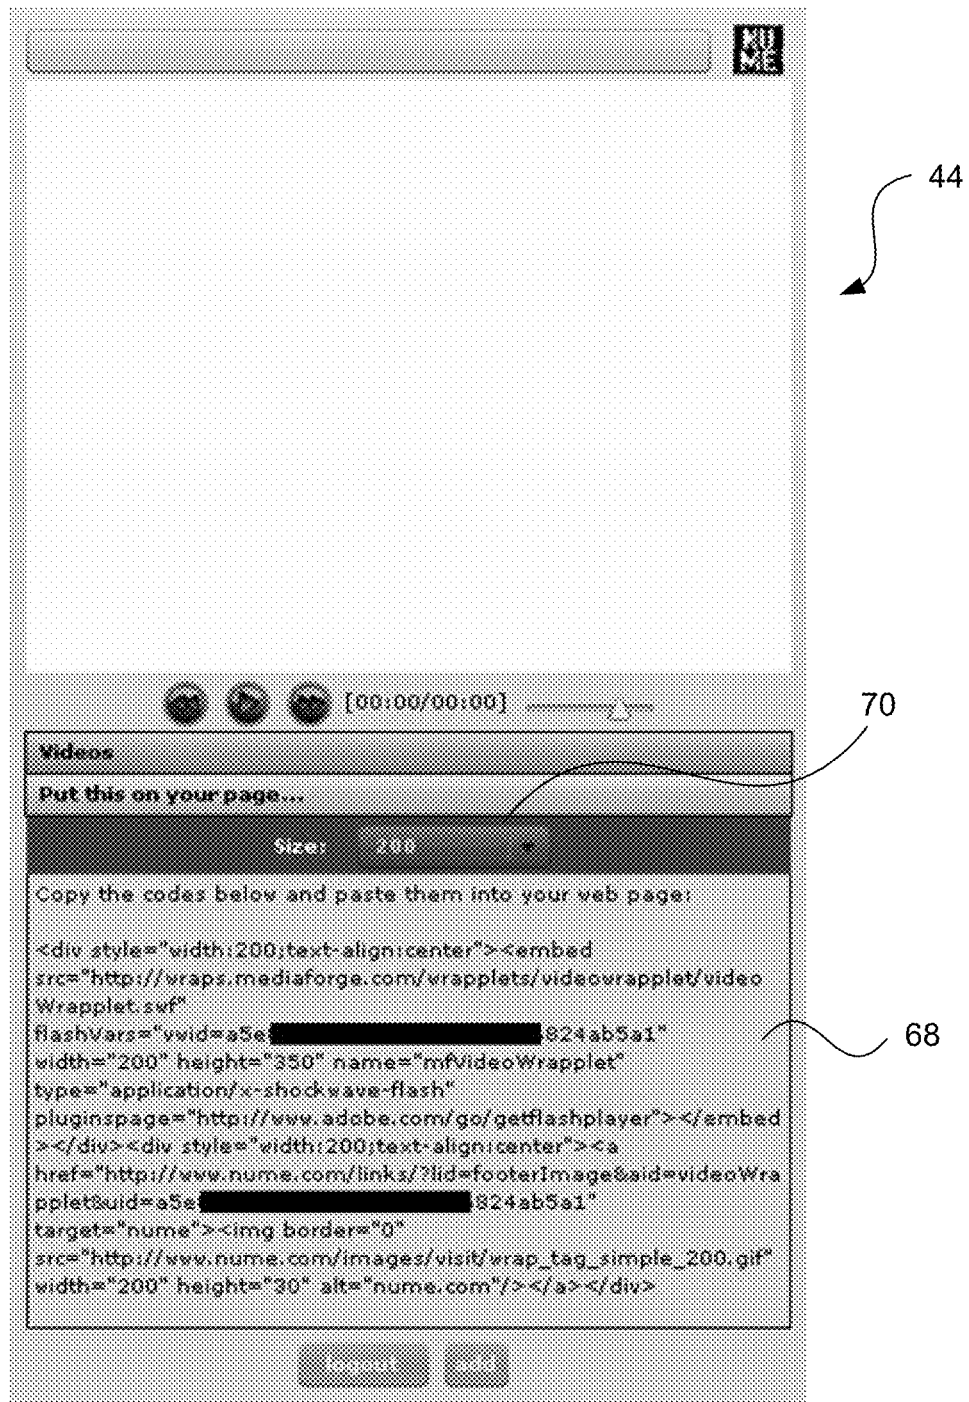 NU
ME
44
[00:00/00:00]
70
Videos
Put this on your page...
Size: 200
Copy the codes below and paste them into your web page:
<div style="width:200;text-align:center"><embed
src="http://wraps.mediaforge.com/wrapplets/videowrapplet/video
Wrapplet.swf"
flashVars="vwid=a5e 824ab5a1"
68
width="200" height="350" name="mfVideoWrapplet"
type="application/x-shockwave-flash"
pluginspage="http://www.adobe.com/go/getflashplayer"></embed
></div><div style="width:200;text-align:center"><a
href="http://www.nume.com/links/?lid=footerImage&aid=videoWra
pplet&uid=a5e 824ab5a1"
target="nume"><img border="0"
src="http://www.nume.com/images/visit/wrap_tag_simple_200.gif"
width="200" height="30" alt="nume.com"/></a></div>